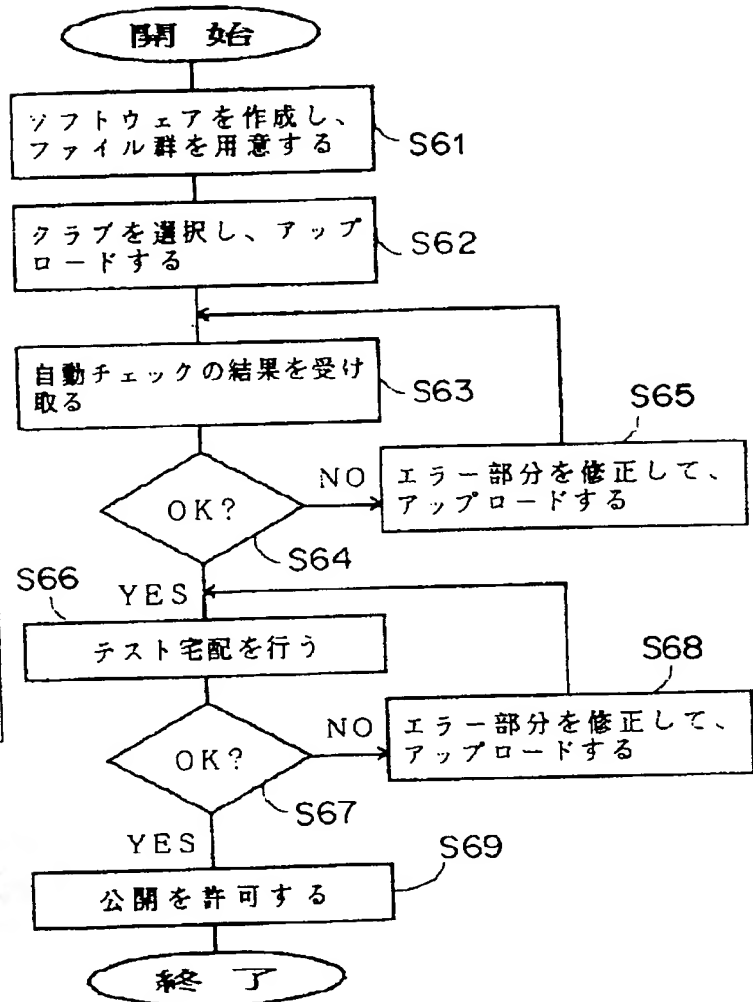 開始
ソフトウェアを作成し、
ファイル群を用意する
S61
クラブを選択し、アップ
ロードする
S62
自動チェックの結果を受け
取る
S63
S65
エラー部分を修正して、
アップロードする
NO
OK?
S64
YES
S66
テスト宅配を行う
S68
エラー部分を修正して、
アップロードする
NO
OK?
S67
YES
S69
公開を許可する
終了